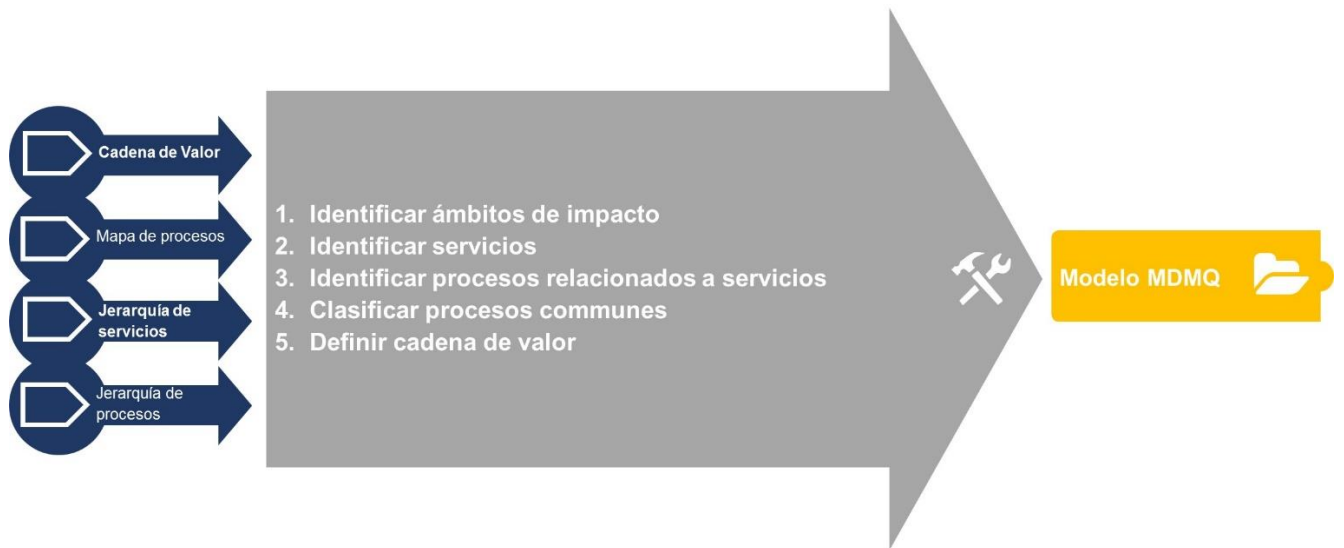 Cadena de Valor
Mapa de procesos
Jerarquía de
servicios
Jerarquía de
procesos
1. Identificar ámbitos de impacto
2. Identificar servicios
3. Identificar procesos relacionados a servicios
4. Clasificar procesos communes
5. Definir cadena de valor
Modelo MDMQ